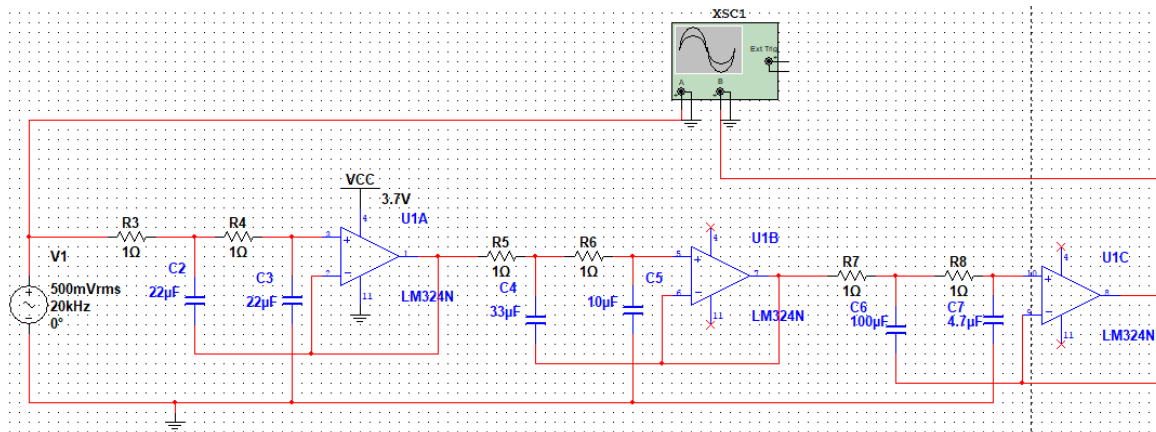 XSC1
Ext Trig
+
A
B
+
+
VCC
3.7V
U1A
4
3
1
2
11
LM324N
V1
500mVrms
20kHz
0°
R3
1Ω
R4
1Ω
C2
22µF
C3
22µF
R5
1Ω
R6
1Ω
C4
33µF
C5
10µF
U1B
4
5
7
6
11
LM324N
R7
1Ω
R8
1Ω
C6
100µF
C7
4.7µF
U1C
4
10
8
9
11
LM324N